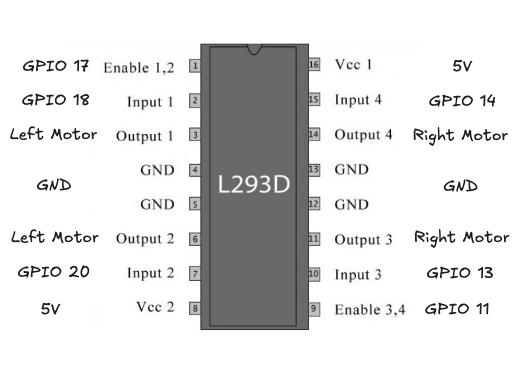 GPIO 17 Enable 1,2 1 16 Vcc 1 5V
GPIO 18 Input 1 2 15 Input 4 GPIO 14
Left Motor Output 1 3 14 Output 4 Right Motor
GND 4 13 GND
GND L293D GND
GND 5 12 GND
Left Motor Output 2 6 11 Output 3 Right Motor
GPIO 20 Input 2 7 10 Input 3 GPIO 13
5V Vcc 2 8 9 Enable 3,4 GPIO 11